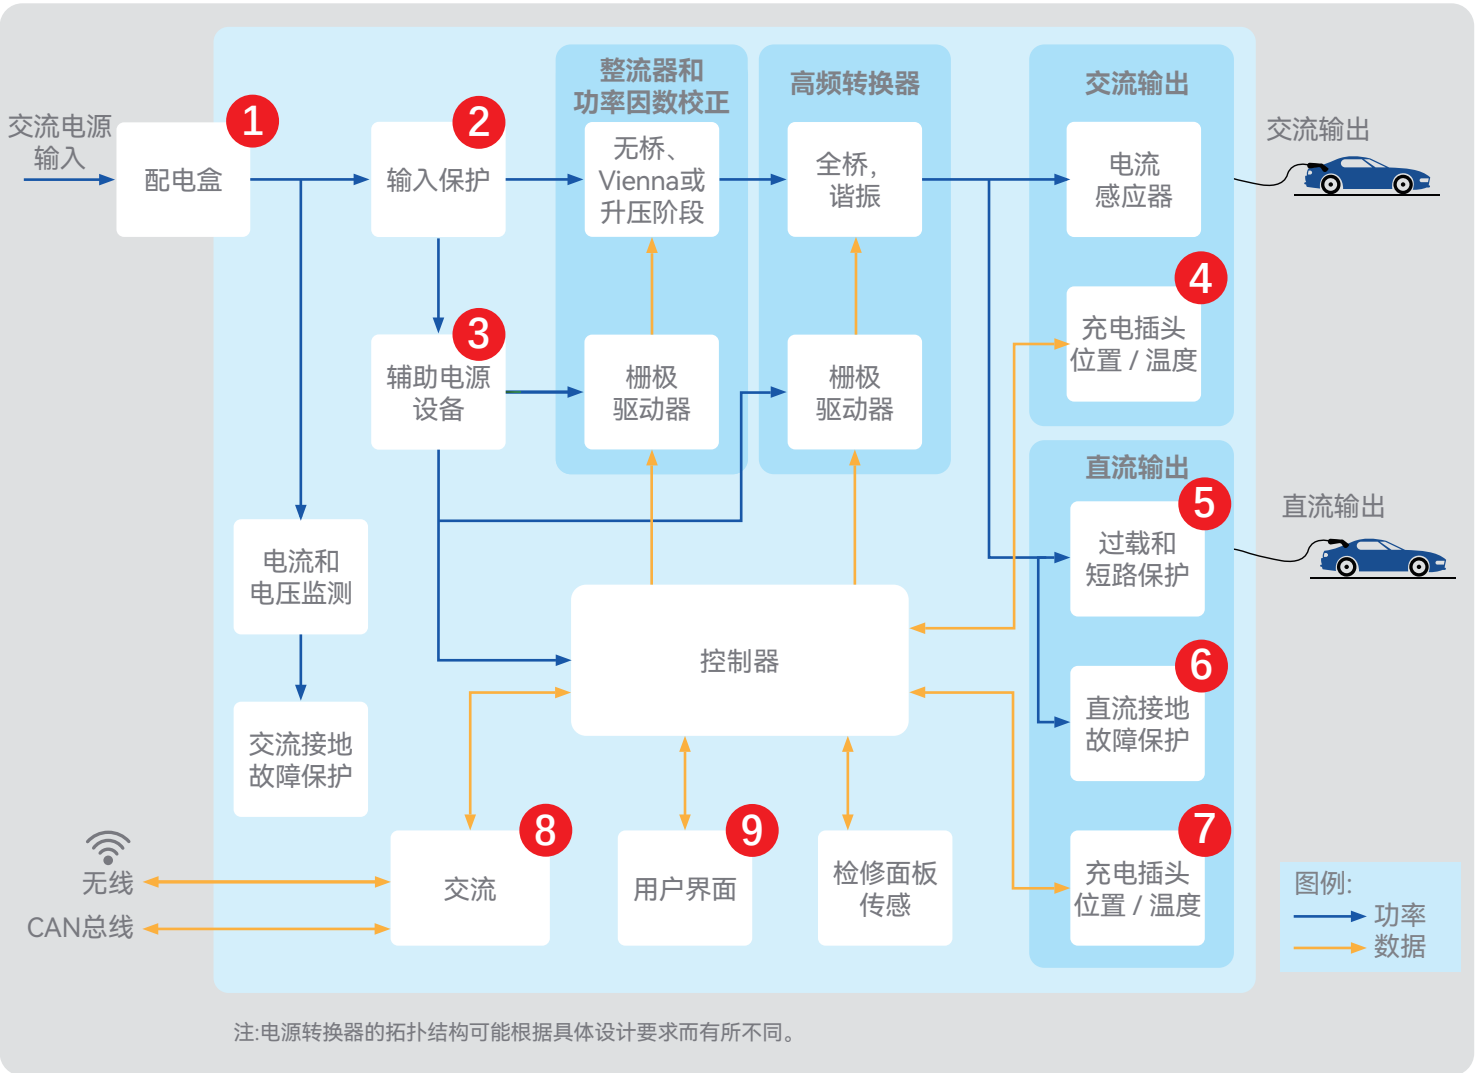 交流电源
输入
1
配电盒
2
输入保护
整流器和
功率因数校正
无桥、
Vienna或
升压阶段
高频转换器
全桥，
谐振
交流输出
电流
感应器
交流输出
3
辅助电源
设备
栅极
驱动器
栅极
驱动器
4
充电插头
位置 / 温度
直流输出
5
过载和
短路保护
直流输出
电流和
电压监测
控制器
6
直流接地
故障保护
交流接地
故障保护
7
充电插头
位置 / 温度
8
交流
9
用户界面
检修面板
传感
无线
CAN总线
图例:
功率
数据
注:电源转换器的拓扑结构可能根据具体设计要求而有所不同。